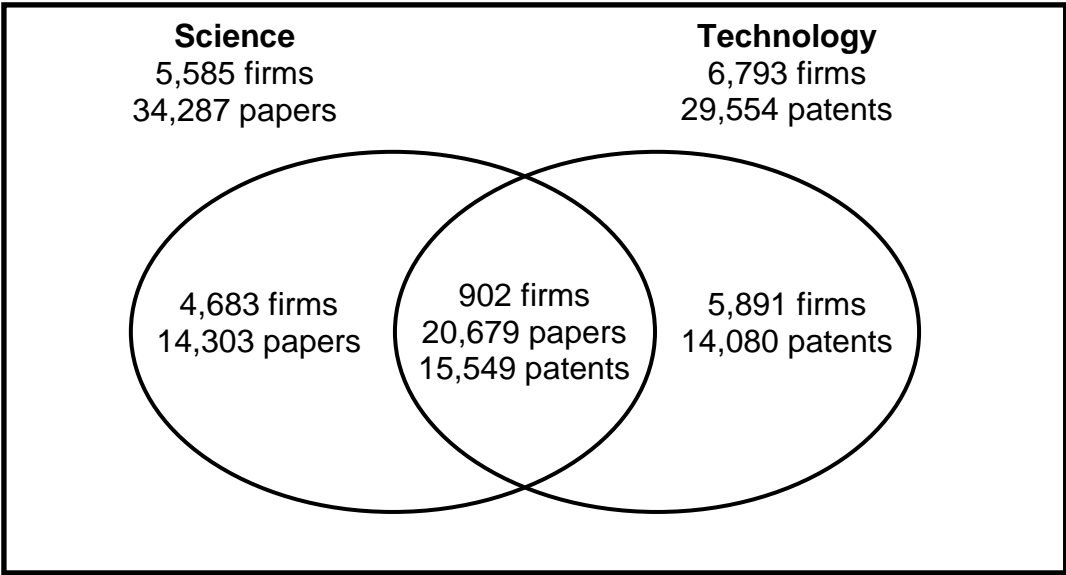 Science
5,585 firms
34,287 papers
Technology
6,793 firms
29,554 patents
4,683 firms
14,303 papers
902 firms
20,679 papers
15,549 patents
5,891 firms
14,080 patents